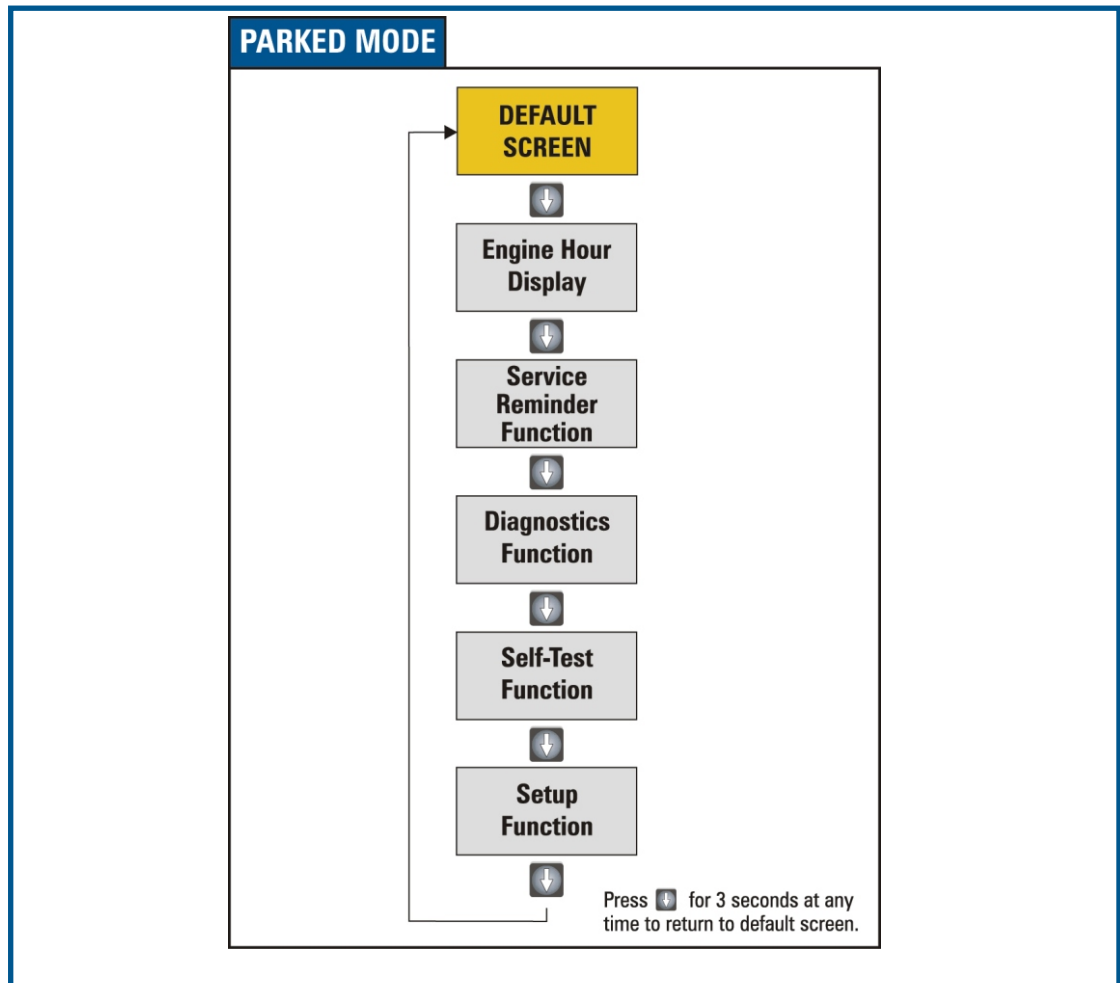 PARKED MODE
DEFAULT
SCREEN
Engine Hour
Display
Service
Reminder
Function
Diagnostics
Function
Self-Test
Function
Setup
Function
Press for 3 seconds at any
time to return to default screen.